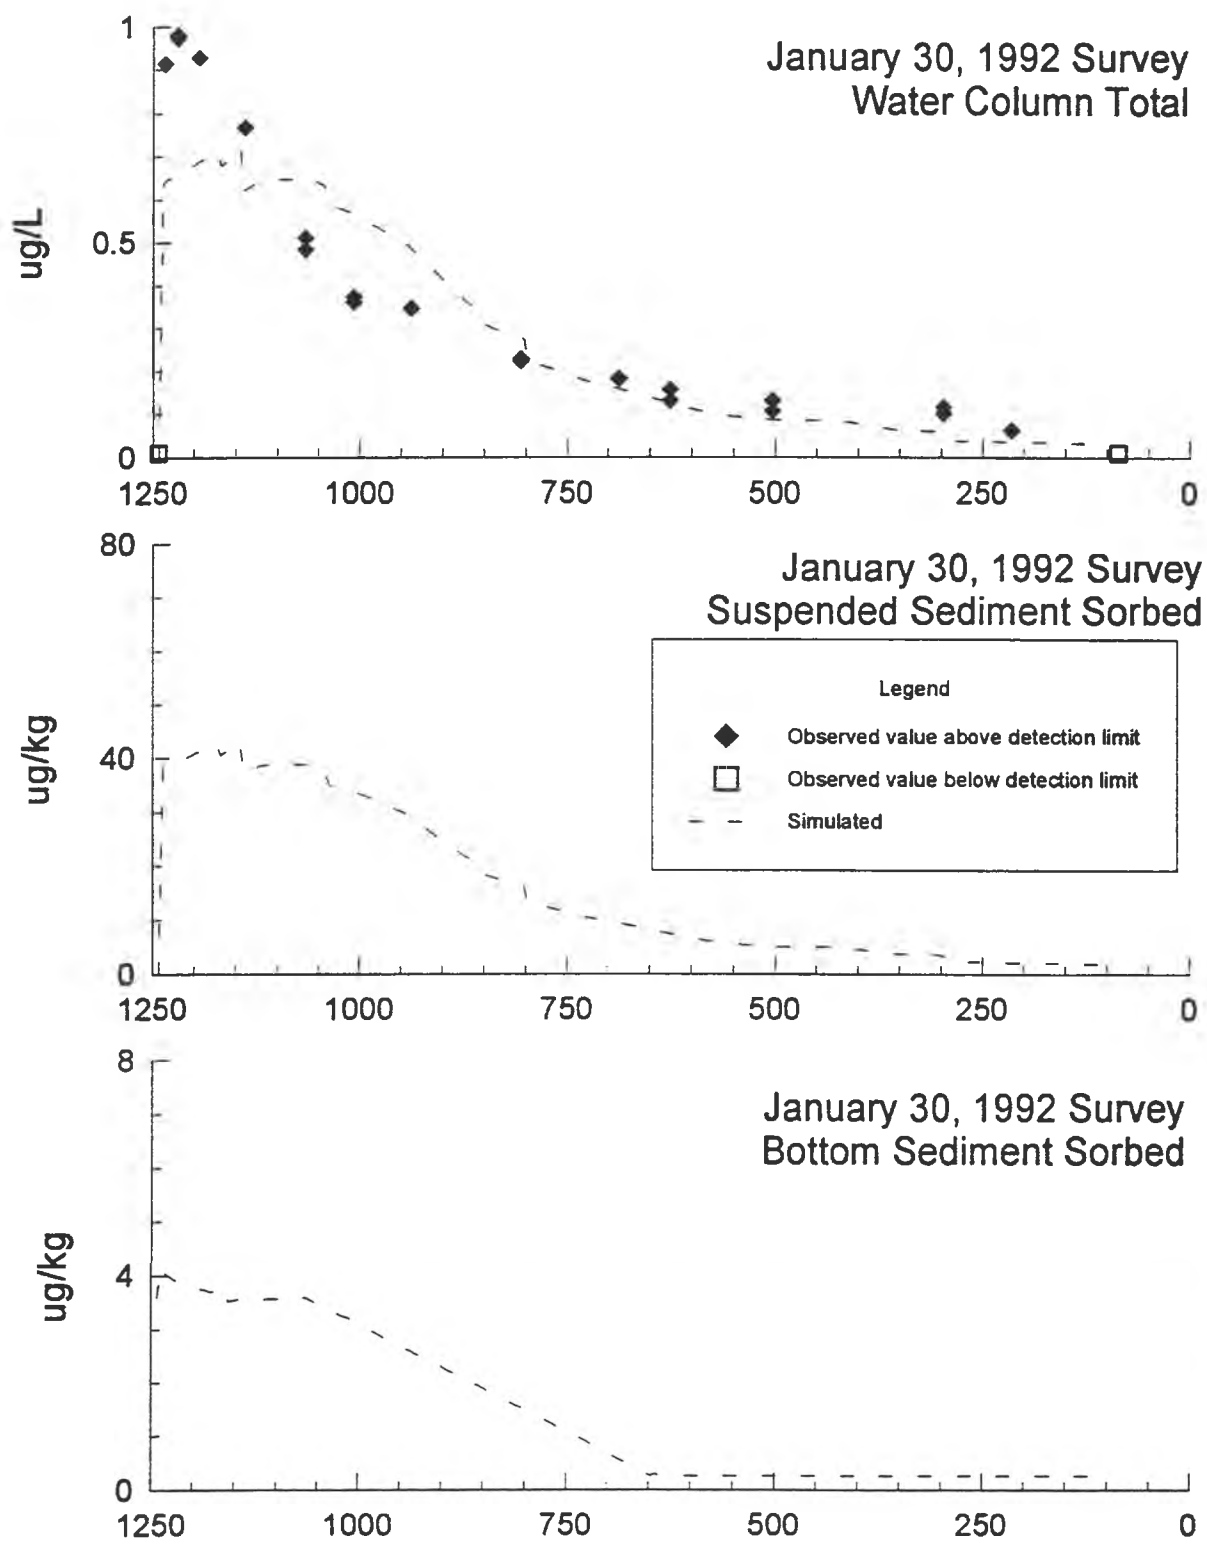 January 30, 1992 Survey
Water Column Total
ug/L
1
0.5
0
1250 1000 750 500 250 0
January 30, 1992 Survey
Suspended Sediment Sorbed
ug/kg
80
40
0
Legend
Observed value above detection limit
Observed value below detection limit
Simulated
1250 1000 750 500 250 0
January 30, 1992 Survey
Bottom Sediment Sorbed
ug/kg
8
4
0
1250 1000 750 500 250 0